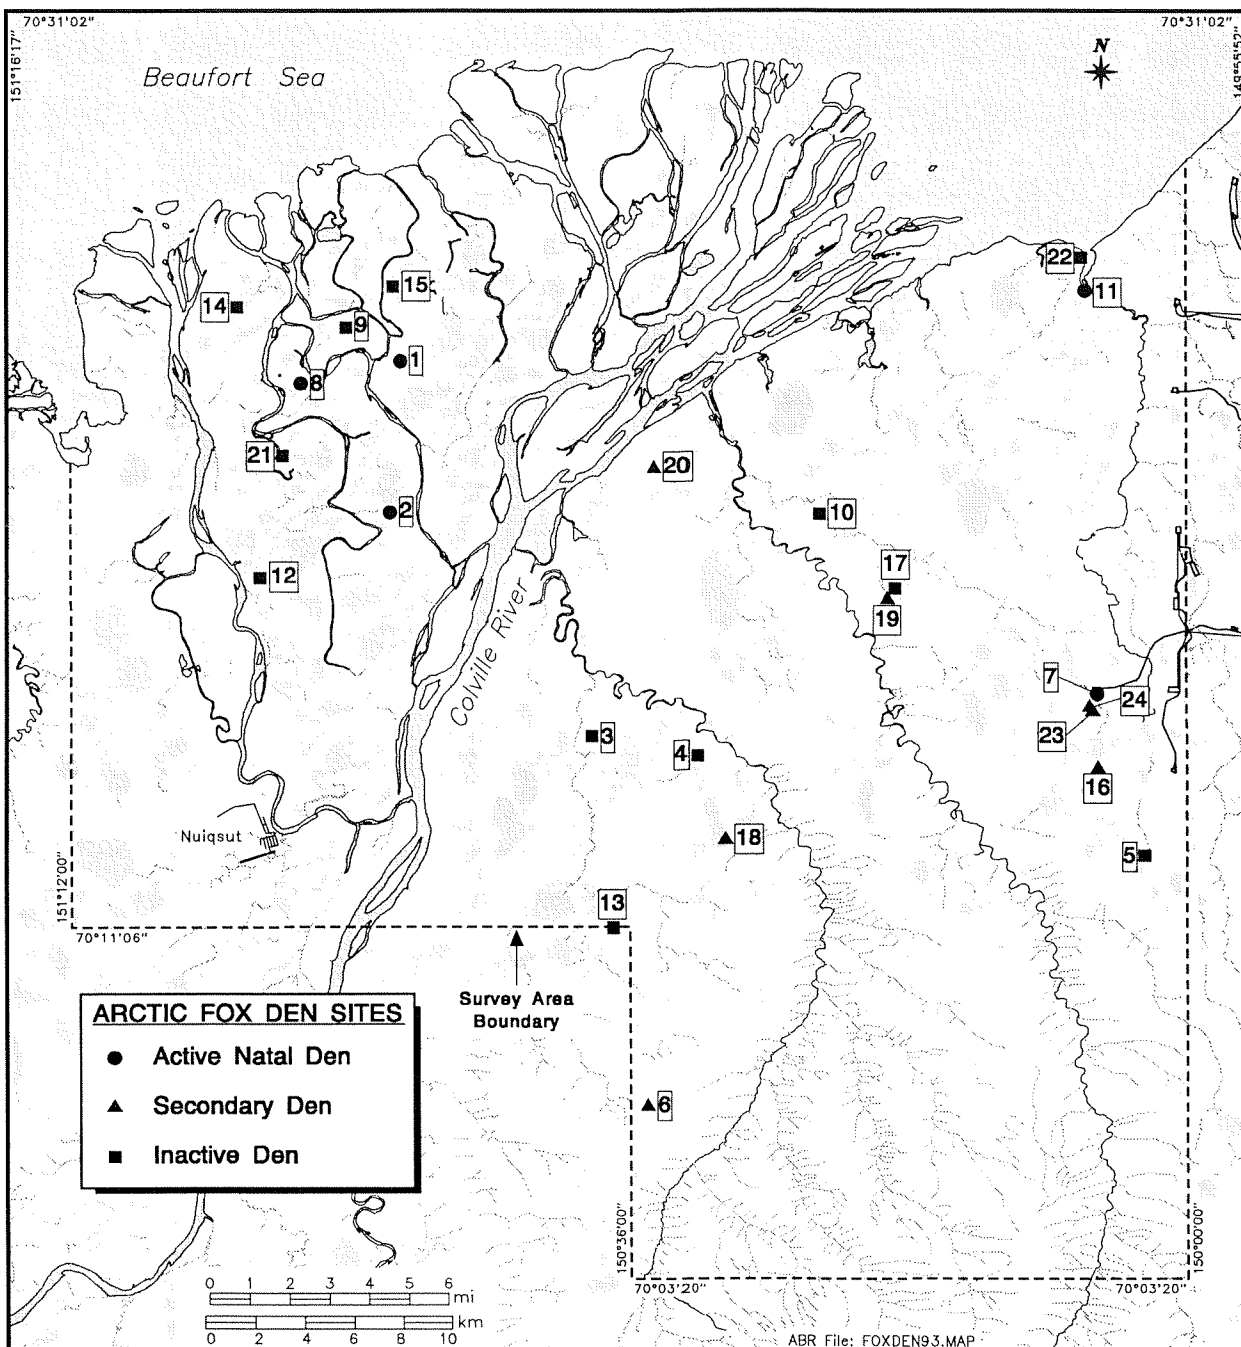 70°31'02"
70°31'02"
151°16'17"
149°55'52"
N
Beaufort Sea
22
11
14
15
9
1
8
21
20
2
10
12
17
19
Colville River
7
24
23
3
4
16
Nuiqsut
18
5
151°12'00"
13
70°11'06"
Survey Area
Boundary
ARCTIC FOX DEN SITES
Active Natal Den
Secondary Den
Inactive Den
6
150°36'00"
150°00'00"
70°03'20"
70°03'20"
0 1 2 3 4 5 6
mi
km
0 2 4 6 8 10
ABR File: FOXDEN93.MAP